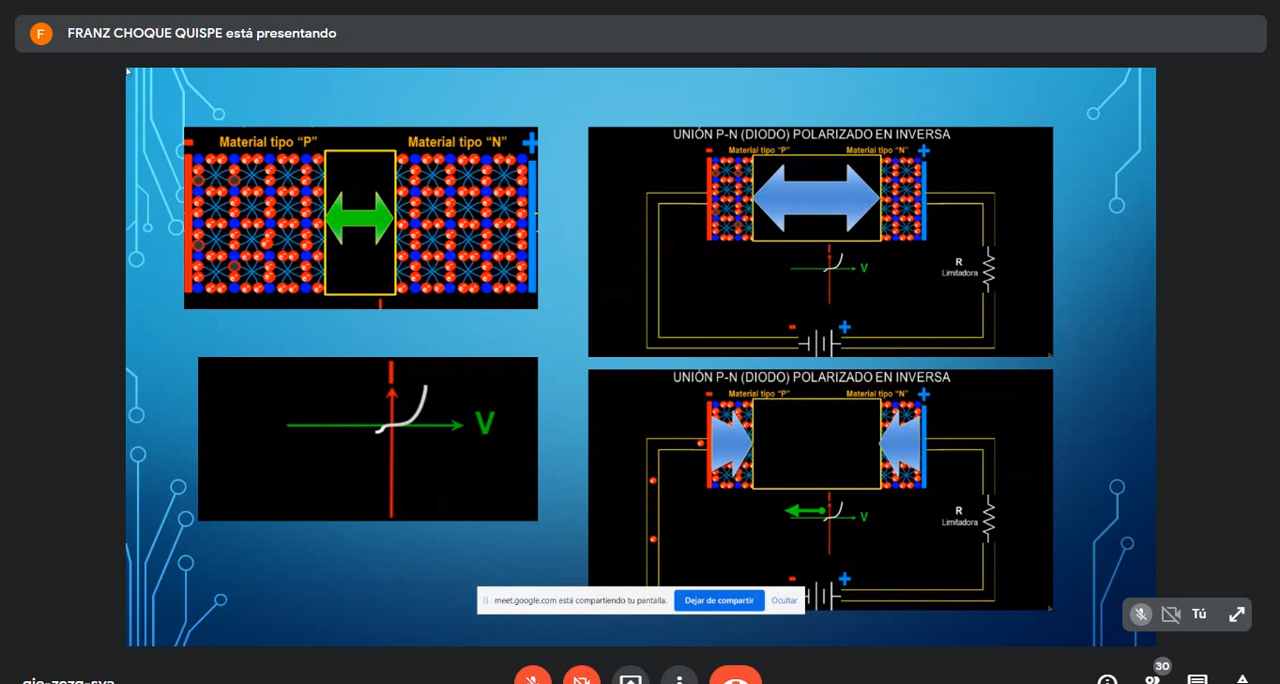 F
FRANZ CHOQUE QUISPE está presentando
Material tipo “P”
Material tipo “N”
- +
UNIÓN P-N (DIODO) POLARIZADO EN INVERSA
Material tipo “P”
Material tipo “N”
- +
V
R
Limitadora
- +
I
V
UNIÓN P-N (DIODO) POLARIZADO EN INVERSA
Material tipo “P”
Material tipo “N”
- +
V
R
Limitadora
- +
meet.google.com está compartiendo tu pantalla.
Dejar de compartir
Ocultar
Tú
30